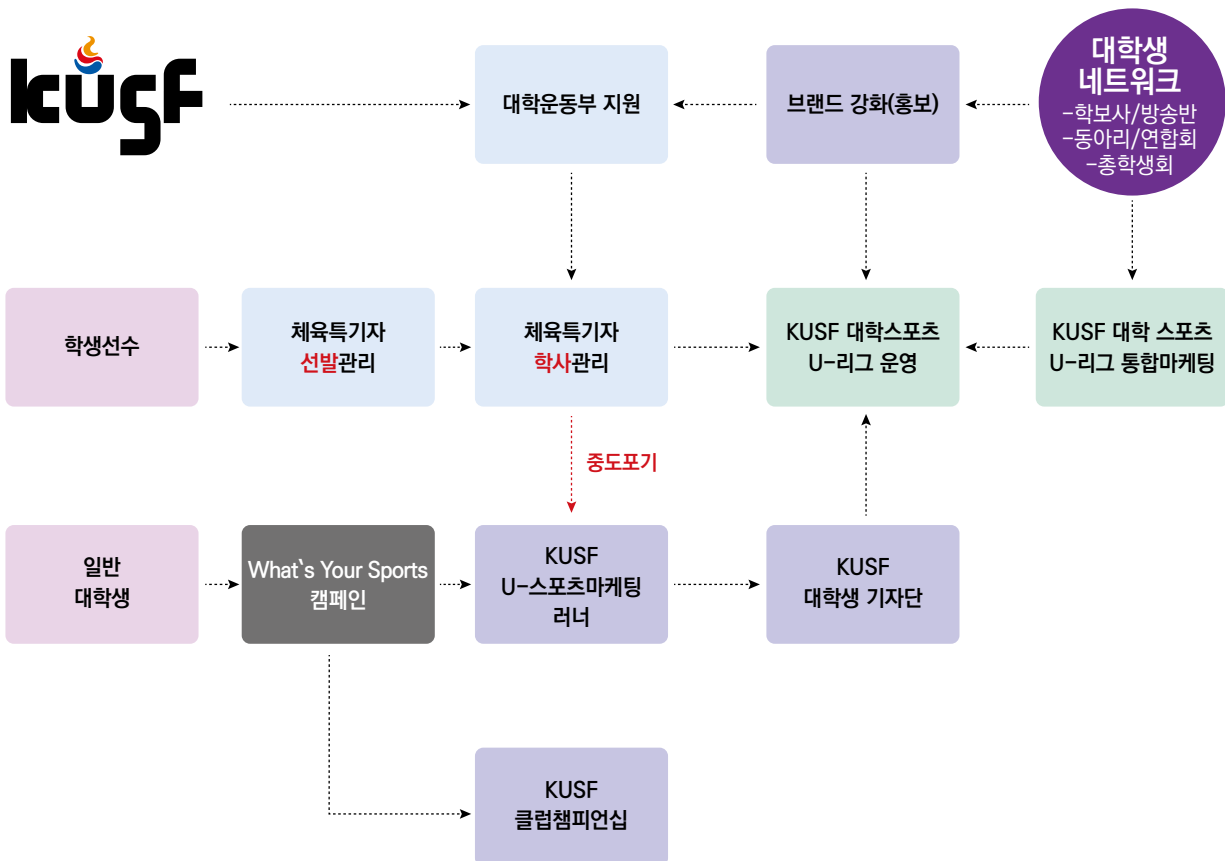 kusf
대학운동부 지원
브랜드 강화(홍보)
대학생
네트워크
-학보사/방송반
-동아리/연합회
-총학생회
학생선수
체육특기자
선발관리
체육특기자
학사관리
KUSF 대학스포츠
U-리그 운영
KUSF 대학 스포츠
U-리그 통합마케팅
중도포기
일반
대학생
What`s Your Sports
캠페인
KUSF
U-스포츠마케팅
러너
KUSF
대학생 기자단
KUSF
클럽챔피언십